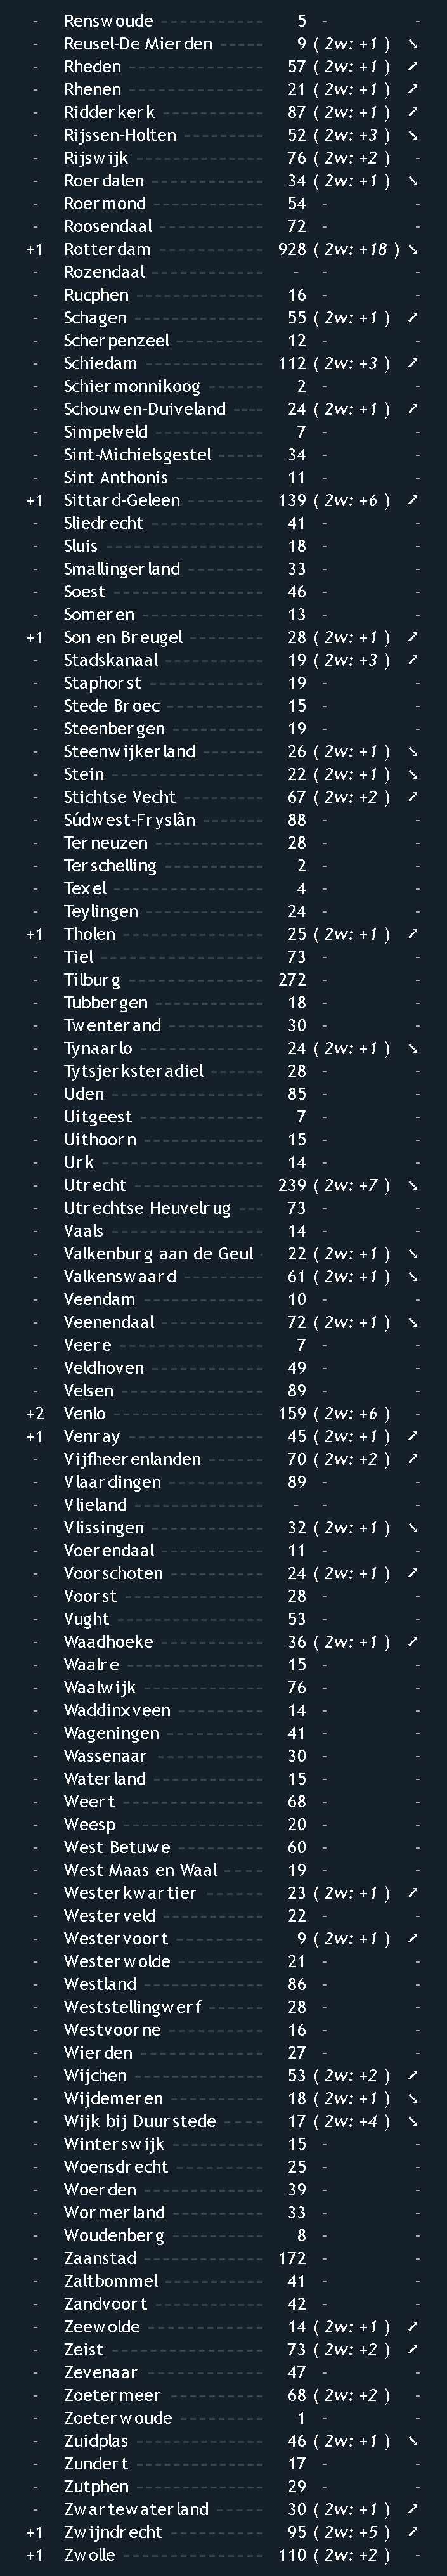 - Renswoude 5 - -
- Reusel-De Mierden 9 ( 2w: +1 ) ↘
- Rheden 57 ( 2w: +1 ) ↗
- Rhenen 21 ( 2w: +1 ) ↗
- Ridderkerk 87 ( 2w: +1 ) ↗
- Rijssen-Holten 52 ( 2w: +3 ) ↘
- Rijswijk 76 ( 2w: +2 ) -
- Roerdalen 34 ( 2w: +1 ) ↘
- Roermond 54 - -
- Roosendaal 72 - -
+1 Rotterdam 928 ( 2w: +18 ) ↘
- Rozendaal - - -
- Rucphen 16 - -
- Schagen 55 ( 2w: +1 ) ↗
- Scherpenzeel 12 - -
- Schiedam 112 ( 2w: +3 ) ↗
- Schiermonnikoog 2 - -
- Schouwen-Duiveland 24 ( 2w: +1 ) ↗
- Simpelveld 7 - -
- Sint-Michielsgestel 34 - -
- Sint Anthonis 11 - -
+1 Sittard-Geleen 139 ( 2w: +6 ) ↗
- Sliedrecht 41 - -
- Sluis 18 - -
- Smallingerland 33 - -
- Soest 46 - -
- Someren 13 - -
+1 Son en Breugel 28 ( 2w: +1 ) ↗
- Stadskanaal 19 ( 2w: +3 ) ↗
- Staphorst 19 - -
- Stede Broec 15 - -
- Steenbergen 19 - -
- Steenwijkerland 26 ( 2w: +1 ) ↘
- Stein 22 ( 2w: +1 ) ↘
- Stichtse Vecht 67 ( 2w: +2 ) ↗
- Súdwest-Fryslân 88 - -
- Terneuzen 28 - -
- Terschelling 2 - -
- Texel 4 - -
- Teylingen 24 - -
+1 Tholen 25 ( 2w: +1 ) ↗
- Tiel 73 - -
- Tilburg 272 - -
- Tubbergen 18 - -
- Twenterand 30 - -
- Tynaarlo 24 ( 2w: +1 ) ↘
- Tytsjerksteradiel 28 - -
- Uden 85 - -
- Uitgeest 7 - -
- Uithoorn 15 - -
- Urk 14 - -
- Utrecht 239 ( 2w: +7 ) ↘
- Utrechtse Heuvelrug 73 - -
- Vaals 14 - -
- Valkenburg aan de Geul 22 ( 2w: +1 ) ↘
- Valkenswaard 61 ( 2w: +1 ) ↘
- Veendam 10 - -
- Veenendaal 72 ( 2w: +1 ) ↘
- Veere 7 - -
- Veldhoven 49 - -
- Velsen 89 - -
+2 Venlo 159 ( 2w: +6 ) -
+1 Venray 45 ( 2w: +1 ) ↗
- Vijfheerenlanden 70 ( 2w: +2 ) ↗
- Vlaardingen 89 - -
- Vlieland - - -
- Vlissingen 32 ( 2w: +1 ) ↘
- Voerendaal 11 - -
- Voorschoten 24 ( 2w: +1 ) ↗
- Voorst 28 - -
- Vught 53 - -
- Waadhoeke 36 ( 2w: +1 ) ↗
- Waalre 15 - -
- Waalwijk 76 - -
- Waddinxveen 14 - -
- Wageningen 41 - -
- Wassenaar 30 - -
- Waterland 15 - -
- Weert 68 - -
- Weesp 20 - -
- West Betuwe 60 - -
- West Maas en Waal 19 - -
- Westerkwartier 23 ( 2w: +1 ) ↗
- Westerveld 22 - -
- Westervoort 9 ( 2w: +1 ) ↗
- Westerwolde 21 - -
- Westland 86 - -
- Weststellingwerf 28 - -
- Westvoorne 16 - -
- Wierden 27 - -
- Wijchen 53 ( 2w: +2 ) ↗
- Wijdemeren 18 ( 2w: +1 ) ↘
- Wijk bij Duurstede 17 ( 2w: +4 ) ↘
- Winterswijk 15 - -
- Woensdrecht 25 - -
- Woerden 39 - -
- Wormerland 33 - -
- Woudenberg 8 - -
- Zaanstad 172 - -
- Zaltbommel 41 - -
- Zandvoort 42 - -
- Zeewolde 14 ( 2w: +1 ) ↗
- Zeist 73 ( 2w: +2 ) ↗
- Zevenaar 47 - -
- Zoetermeer 68 ( 2w: +2 ) -
- Zoeterwoude 1 - -
- Zuidplas 46 ( 2w: +1 ) ↘
- Zundert 17 - -
- Zutphen 29 - -
- Zwartewaterland 30 ( 2w: +1 ) ↗
+1 Zwijndrecht 95 ( 2w: +5 ) ↗
+1 Zwolle 110 ( 2w: +2 ) -